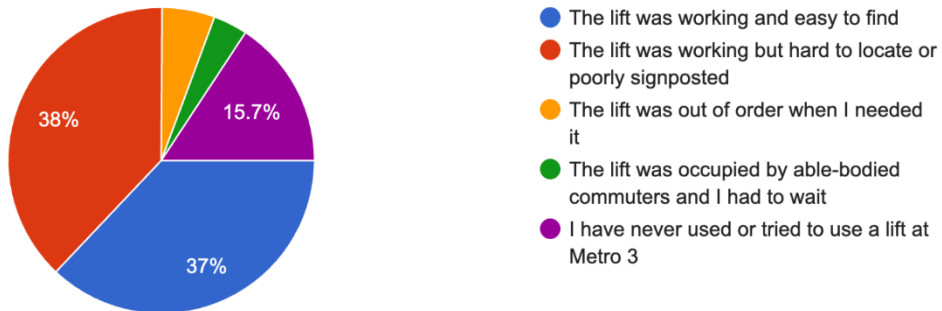 38%
15.7%
37%
The lift was working and easy to find
The lift was working but hard to locate or
poorly signposted
The lift was out of order when I needed
it
The lift was occupied by able-bodied
commuters and I had to wait
I have never used or tried to use a lift at
Metro 3